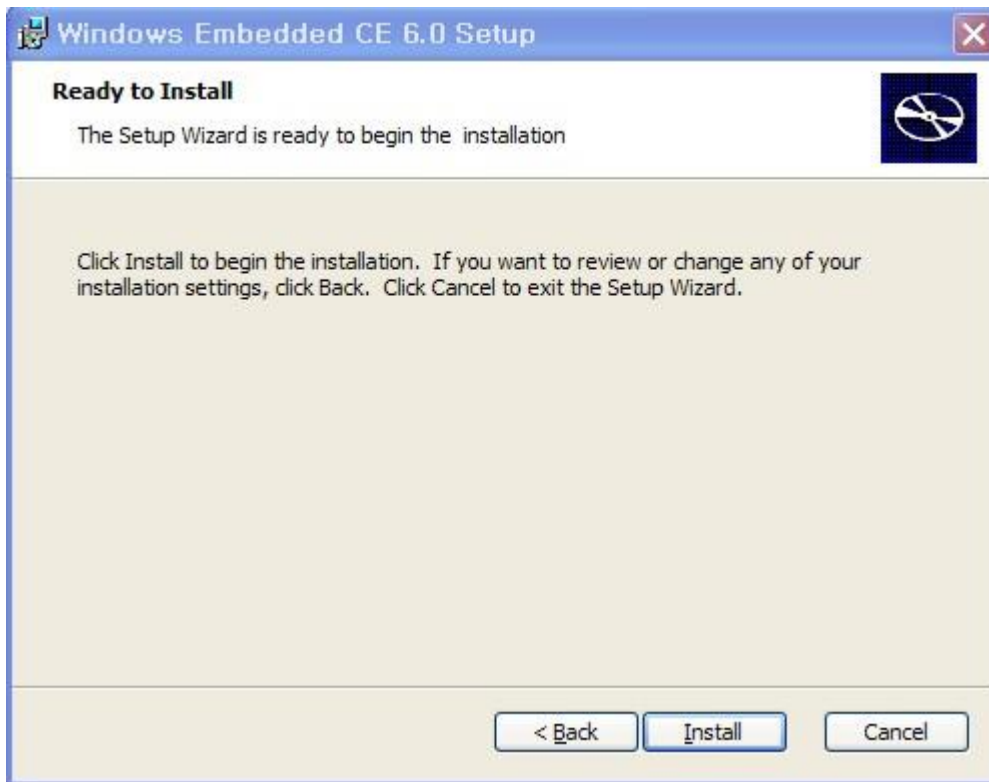 Windows Embedded CE 6.0 Setup
Ready to Install
The Setup Wizard is ready to begin the installation
Click Install to begin the installation. If you want to review or change any of your
installation settings, click Back. Click Cancel to exit the Setup Wizard.
< Back Install Cancel